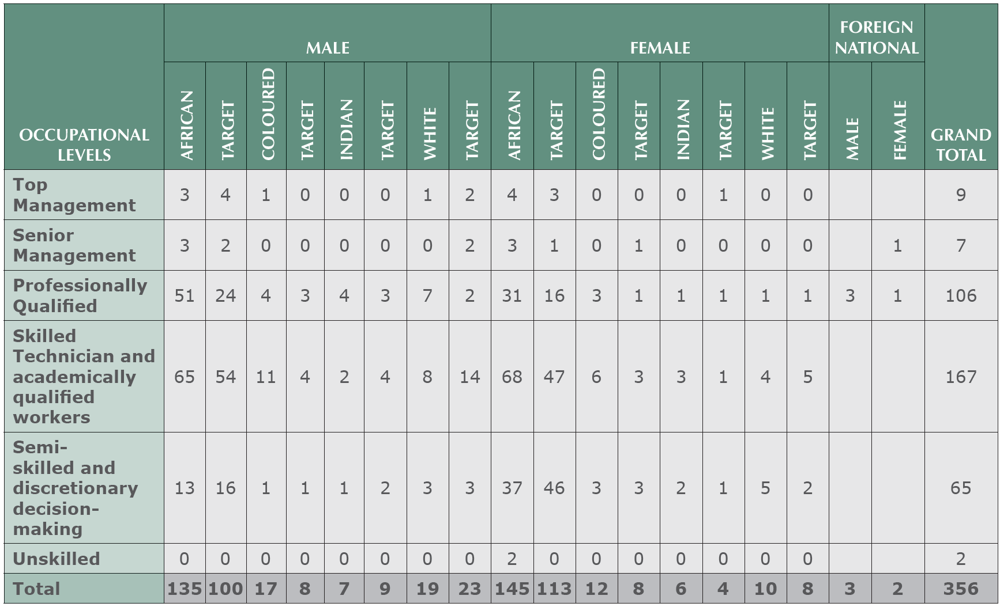 OCCUPATIONAL LEVELS | MALE | FEMALE | FOREIGN NATIONAL | GRAND TOTAL
AFRICAN | TARGET | COLOURED | TARGET | INDIAN | TARGET | WHITE | TARGET | AFRICAN | TARGET | COLOURED | TARGET | INDIAN | TARGET | WHITE | TARGET | MALE | FEMALE
Top Management | 3 | 4 | 1 | 0 | 0 | 0 | 1 | 2 | 4 | 3 | 0 | 0 | 0 | 1 | 0 | 0 | | | 9
Senior Management | 3 | 2 | 0 | 0 | 0 | 0 | 0 | 2 | 3 | 1 | 0 | 1 | 0 | 0 | 0 | 0 | | 1 | 7
Professionally Qualified | 51 | 24 | 4 | 3 | 4 | 3 | 7 | 2 | 31 | 16 | 3 | 1 | 1 | 1 | 1 | 1 | 3 | 1 | 106
Skilled Technician and academically qualified workers | 65 | 54 | 11 | 4 | 2 | 4 | 8 | 14 | 68 | 47 | 6 | 3 | 3 | 1 | 4 | 5 | | | 167
Semi-skilled and discretionary decision-making | 13 | 16 | 1 | 1 | 1 | 2 | 3 | 3 | 37 | 46 | 3 | 3 | 2 | 1 | 5 | 2 | | | 65
Unskilled | 0 | 0 | 0 | 0 | 0 | 0 | 0 | 0 | 2 | 0 | 0 | 0 | 0 | 0 | 0 | 0 | | | 2
Total | 135 | 100 | 17 | 8 | 7 | 9 | 19 | 23 | 145 | 113 | 12 | 8 | 6 | 4 | 10 | 8 | 3 | 2 | 356